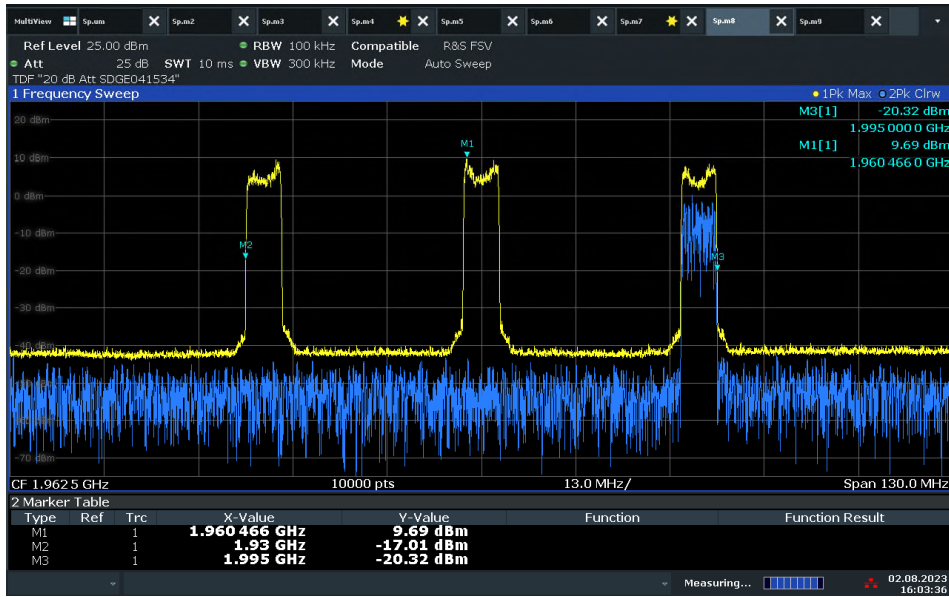 MultiView Sp.um Sp.m2 Sp.m3 Sp.m4 Sp.m5 Sp.m6 Sp.m7 Sp.m8 Sp.m9
Ref Level 25.00 dBm RBW 100 kHz Compatible R&S FSV
Att 25 dB SWT 10 ms VBW 300 kHz Mode Auto Sweep
TDF "20 dB Att SDGE041534"
1 Frequency Sweep 1Pk Max 2Pk Clrw
M3[1] -20.32 dBm
1.995 000 0 GHz
M1[1] 9.69 dBm
1.960 466 0 GHz
20 dBm
M1
10 dBm
0 dBm
-10 dBm
M2
M3
-20 dBm
-30 dBm
-40 dBm
-70 dBm
CF 1.962 5 GHz 10000 pts 13.0 MHz/ Span 130.0 MHz
2 Marker Table
Type Ref Trc X-Value Y-Value Function Function Result
M1 1 1.960 466 GHz 9.69 dBm
M2 1 1.93 GHz -17.01 dBm
M3 1 1.995 GHz -20.32 dBm
Measuring... 02.08.2023
16:03:36